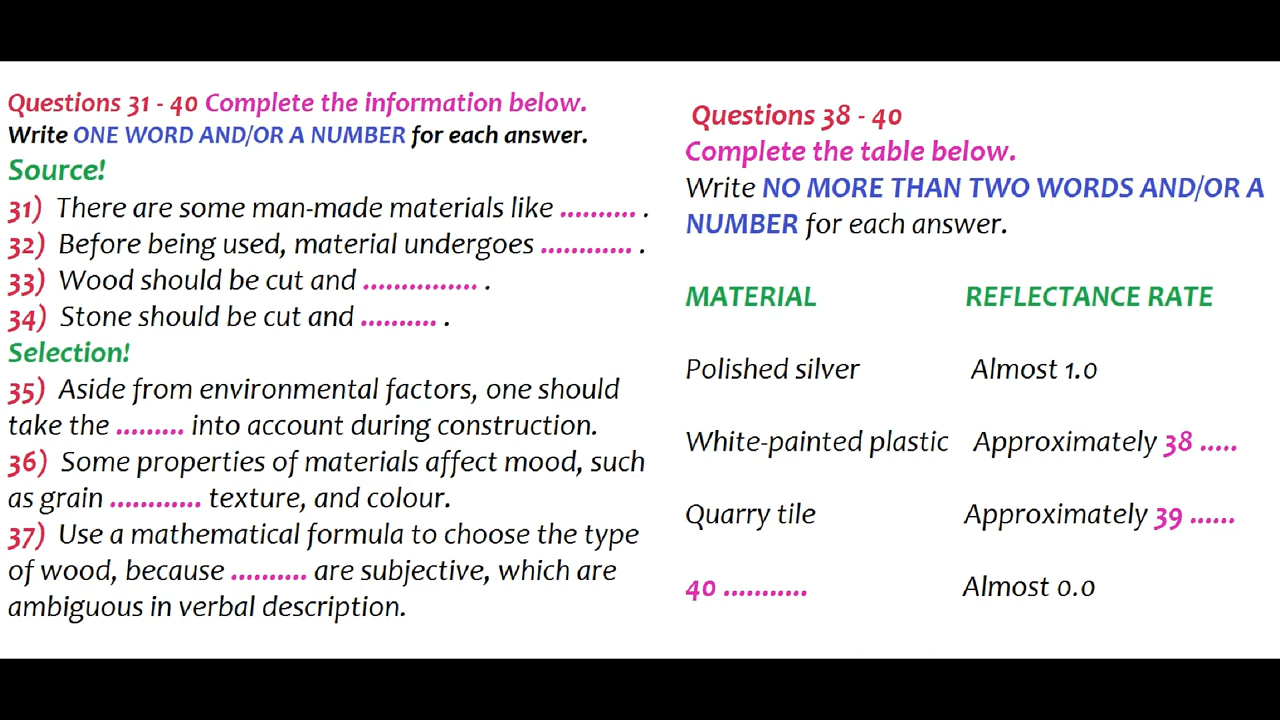 Questions 31 - 40 Complete the information below.
Write ONE WORD AND/OR A NUMBER for each answer.
Source!
31) There are some man-made materials like .......... .
32) Before being used, material undergoes ............ .
33) Wood should be cut and ............... .
34) Stone should be cut and .......... .
Selection!
35) Aside from environmental factors, one should
take the ......... into account during construction.
36) Some properties of materials affect mood, such
as grain ............ texture, and colour.
37) Use a mathematical formula to choose the type
of wood, because .......... are subjective, which are
ambiguous in verbal description.
Questions 38 - 40
Complete the table below.
Write NO MORE THAN TWO WORDS AND/OR A
NUMBER for each answer.
MATERIAL REFLECTANCE RATE
Polished silver Almost 1.0
White-painted plastic Approximately 38 .....
Quarry tile Approximately 39 ......
40 ........... Almost 0.0